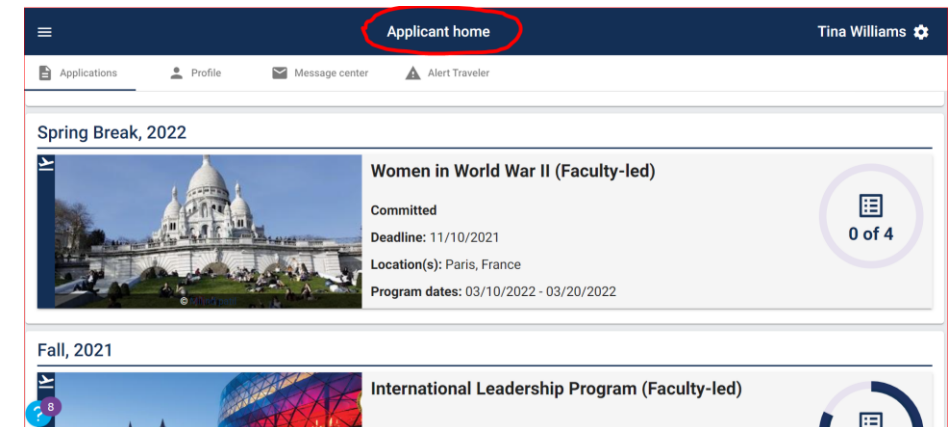 Applicant home
Tina Williams
Applications
Profile
Message center
Alert Traveler
Spring Break, 2022
Women in World War II (Faculty-led)
Committed
Deadline: 11/10/2021
Location(s): Paris, France
Program dates: 03/10/2022 - 03/20/2022
0 of 4
Fall, 2021
International Leadership Program (Faculty-led)
?
8